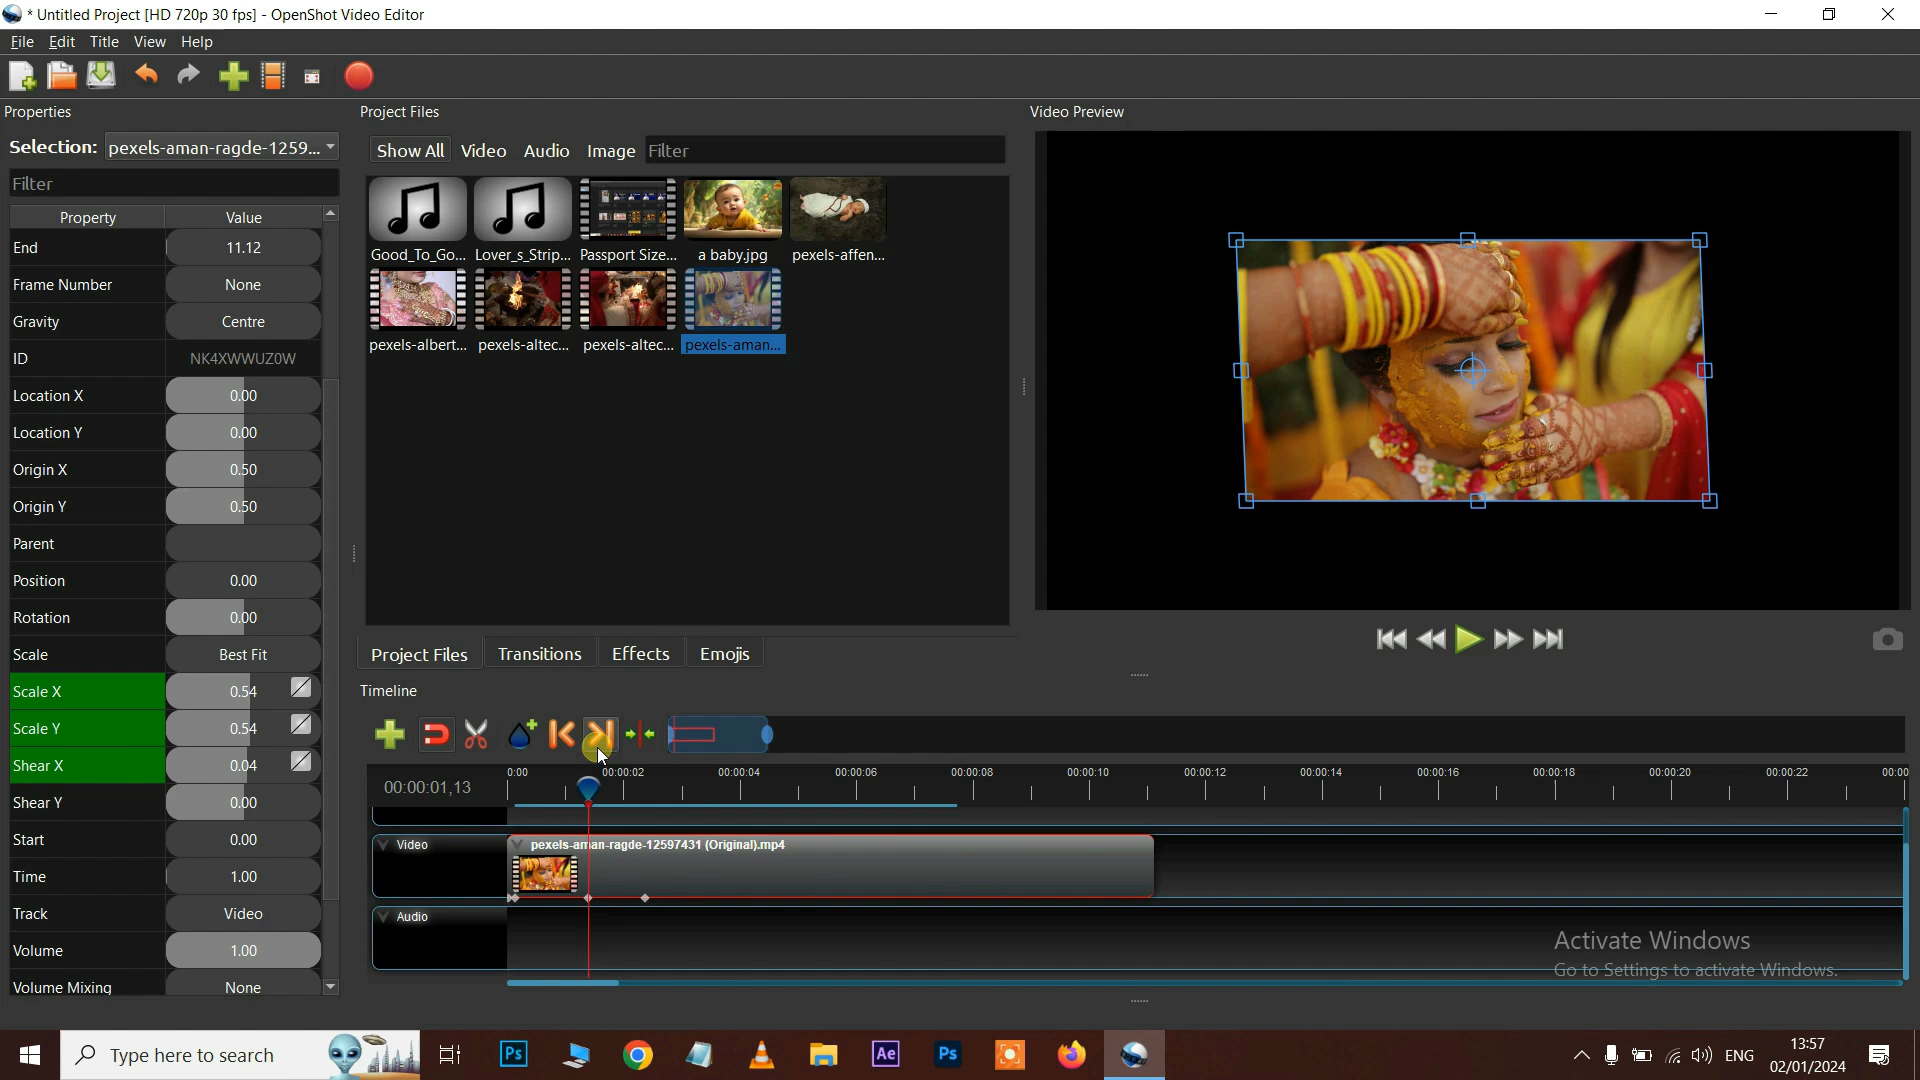 * Untitled Project [HD 720p 30 fps] - OpenShot Video Editor
File Edit Title View Help
Properties
Selection: pexels-aman-ragde-1259...
Filter
Property Value
End 11.12
Frame Number None
Gravity Centre
ID NK4XWWUZ0W
Location X 0.00
Location Y 0.00
Origin X 0.50
Origin Y 0.50
Parent
Position 0.00
Rotation 0.00
Scale Best Fit
Scale X 0.54
Scale Y 0.54
Shear X 0.04
Shear Y 0.00
Start 0.00
Time 1.00
Track Video
Volume 1.00
Volume Mixing None
Project Files
Show All Video Audio Image Filter
Good_To_Go... Lover_s_Strip... Passport Size... a baby.jpg pexels-affen...
pexels-albert... pexels-altec... pexels-altec... pexels-aman...
Project Files Transitions Effects Emojis
Video Preview
Timeline
00:00:01,13
0:00 00:00:02 00:00:04 00:00:06 00:00:08 00:00:10 00:00:12 00:00:14 00:00:16 00:00:18 00:00:20 00:00:22 00:00
Video
pexels-aman-ragde-12597431 (Original).mp4
Audio
Activate Windows
Go to Settings to activate Windows.
Type here to search
Ps Ae Ps
ENG
13:57
02/01/2024